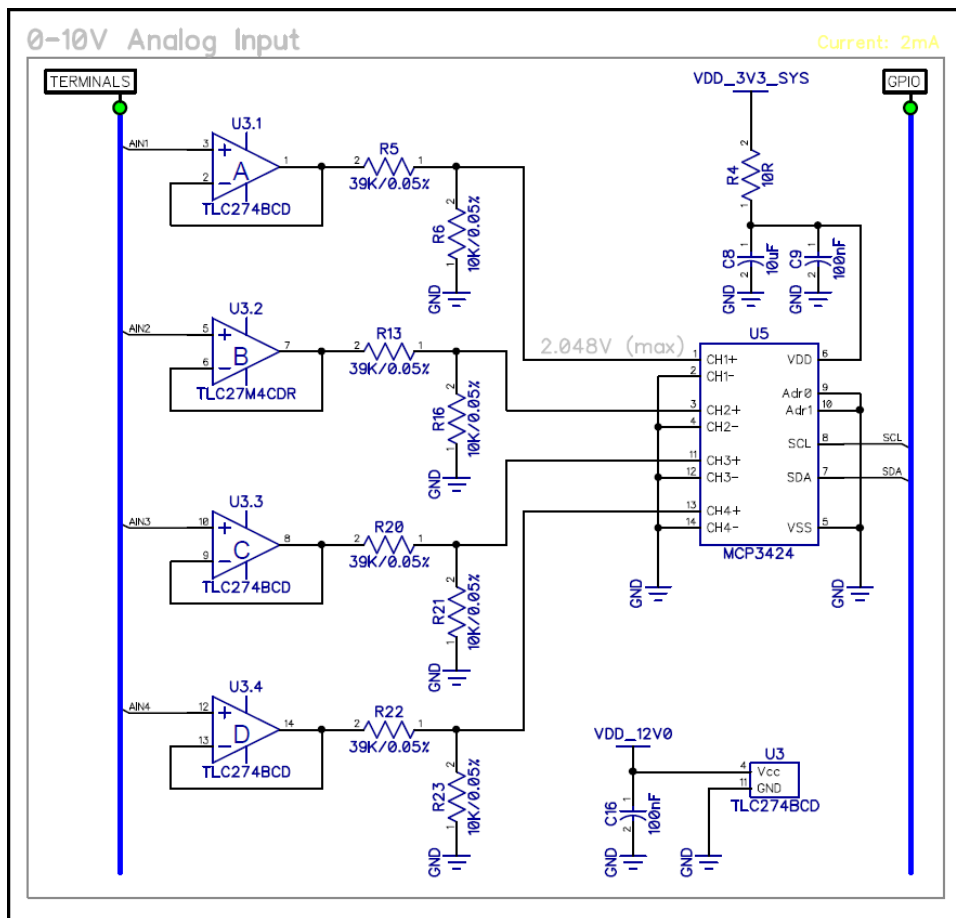 0-10V Analog Input
Current: 2mA
TERMINALS
GPIO
VDD_3V3_SYS
AIN1
3
2
1
U3.1
+
-
A
TLC274BCD
2
R5
1
39K/0.05%
2
R6
1
10K/0.05%
GND
2
R4
1
10R
C8
1
2
10uF
GND
C9
1
2
100nF
GND
AIN2
5
6
7
U3.2
+
-
B
TLC27M4CDR
2
R13
1
39K/0.05%
2
R16
1
10K/0.05%
GND
2.048V (max)
U5
1 CH1+
2 CH1-
3 CH2+
4 CH2-
11 CH3+
12 CH3-
13 CH4+
14 CH4-
VDD 6
Adr0 9
Adr1 10
SCL 8
SDA 7
VSS 5
MCP3424
SCL
SDA
GND
GND
AIN3
10
9
8
U3.3
+
-
C
TLC274BCD
2
R20
1
39K/0.05%
2
R21
1
10K/0.05%
GND
AIN4
12
13
14
U3.4
+
-
D
TLC274BCD
2
R22
1
39K/0.05%
2
R23
1
10K/0.05%
GND
VDD_12V0
C16
1
2
100nF
GND
GND
U3
4 Vcc
11 GND
TLC274BCD